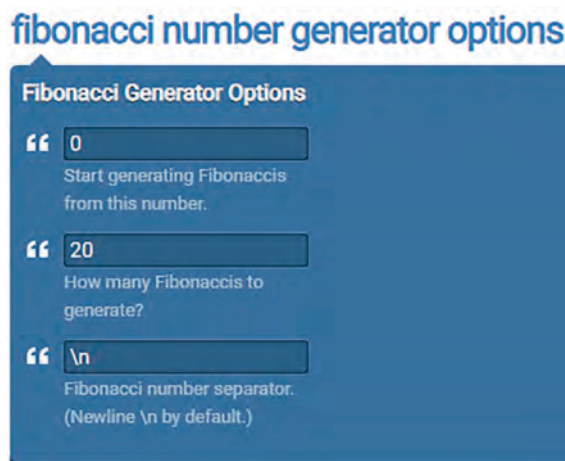 fibonacci number generator options
Fibonacci Generator Options
0
Start generating Fibonaccis
from this number.
20
How many Fibonaccis to
generate?
\n
Fibonacci number separator.
(Newline \n by default.)